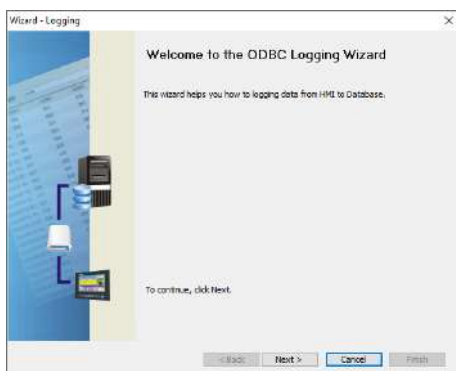 Wizard - Logging
Welcome to the ODBC Logging Wizard
This wizard helps you how to logging data from HMI to Database.
To continue, click Next.
< Back
Next >
Cancel
Finish